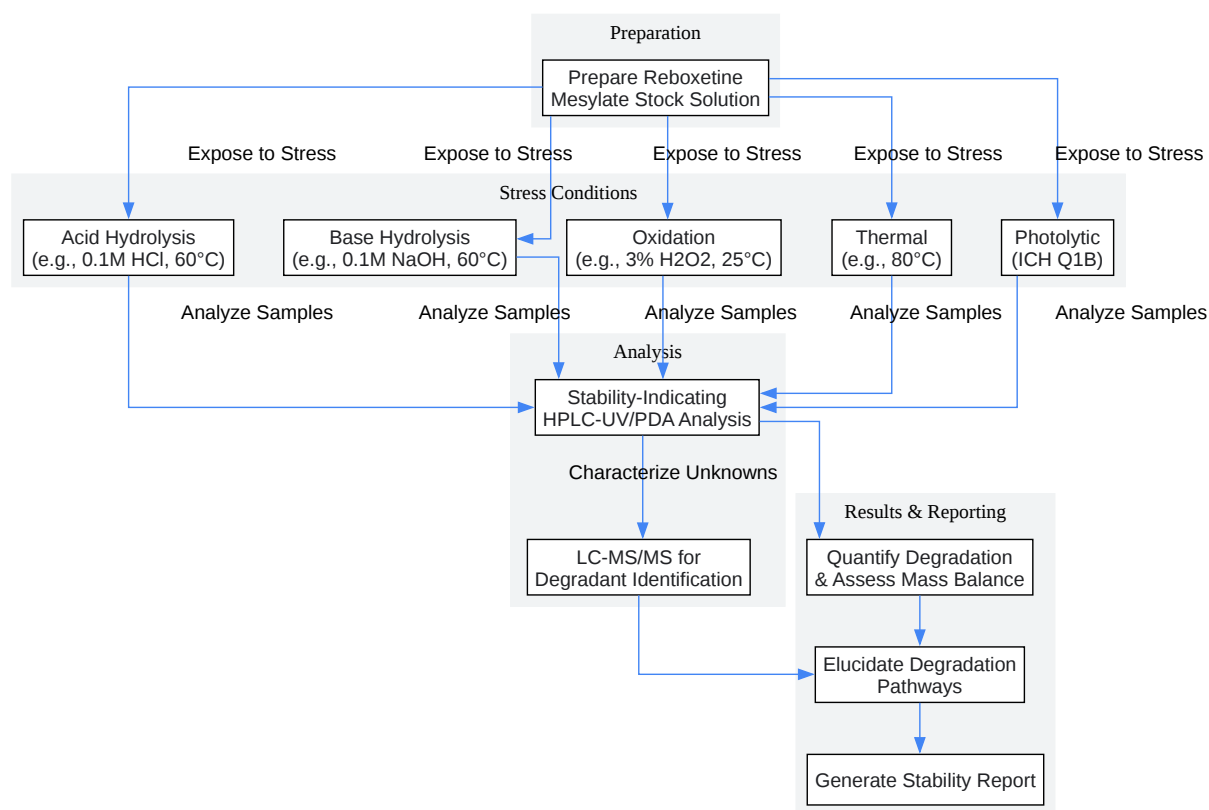 Preparation
Prepare Reboxetine
Mesylate Stock Solution
Expose to Stress
Expose to Stress
Expose to Stress
Expose to Stress
Expose to Stress
Stress Conditions
Acid Hydrolysis
(e.g., 0.1M HCl, 60°C)
Base Hydrolysis
(e.g., 0.1M NaOH, 60°C)
Oxidation
(e.g., 3% H2O2, 25°C)
Thermal
(e.g., 80°C)
Photolytic
(ICH Q1B)
Analyze Samples
Analyze Samples
Analyze Samples
Analyze Samples
Analyze Samples
Analysis
Stability-Indicating
HPLC-UV/PDA Analysis
Characterize Unknowns
LC-MS/MS for
Degradant Identification
Results & Reporting
Quantify Degradation
& Assess Mass Balance
Elucidate Degradation
Pathways
Generate Stability Report